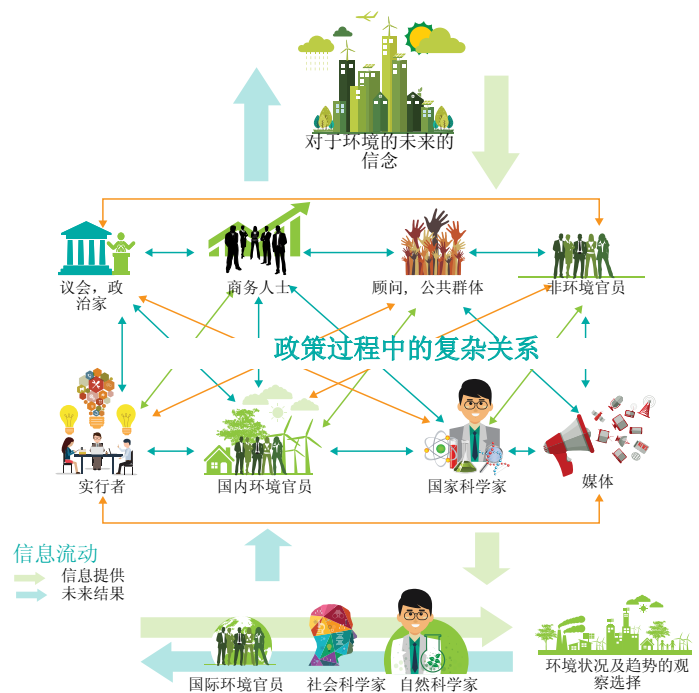 对于环境的未来的
信念
议会，政
治家
商务人士
顾问, 公共群体
非环境官员
政策过程中的复杂关系
实行者
国内环境官员
国家科学家
媒体
信息流动
信息提供
未来结果
国际环境官员
社会科学家
自然科学家
环境状况及趋势的观
察选择